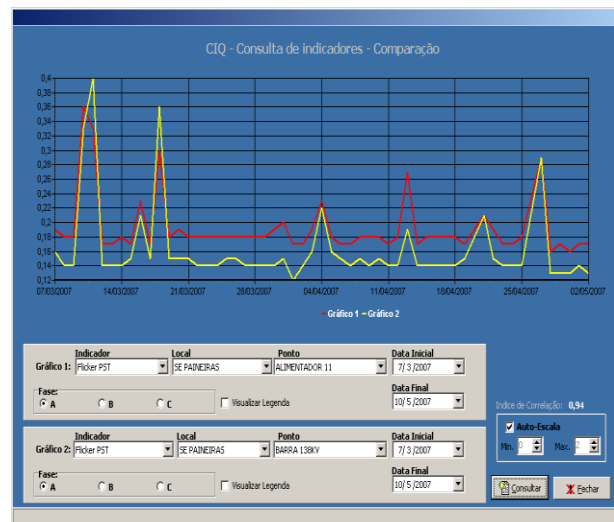 CIQ - Consulta de indicadores - Comparação
0,4
0,38
0,36
0,34
0,32
0,3
0,28
0,26
0,24
0,22
0,2
0,18
0,16
0,14
0,12
07/03/2007 14/03/2007 21/03/2007 28/03/2007 04/04/2007 11/04/2007 18/04/2007 25/04/2007 02/05/2007
Gráfico 1 Gráfico 2
Indicador Local Ponto Data Inicial
Gráfico 1: Flicker PST SE PAINEIRAS ALIMENTADOR 11 7/ 3 /2007
Fase: Data Final
A B C Visualizar Legenda 10/ 5 /2007
Indice de Correlação: 0,94
Auto-Escala
Min. 0 Max. 2
Indicador Local Ponto Data Inicial
Gráfico 2: Flicker PST SE PAINEIRAS BARRA 138KV 7/ 3 /2007
Fase: Data Final
A B C Visualizar Legenda 10/ 5 /2007
Consultar Fechar